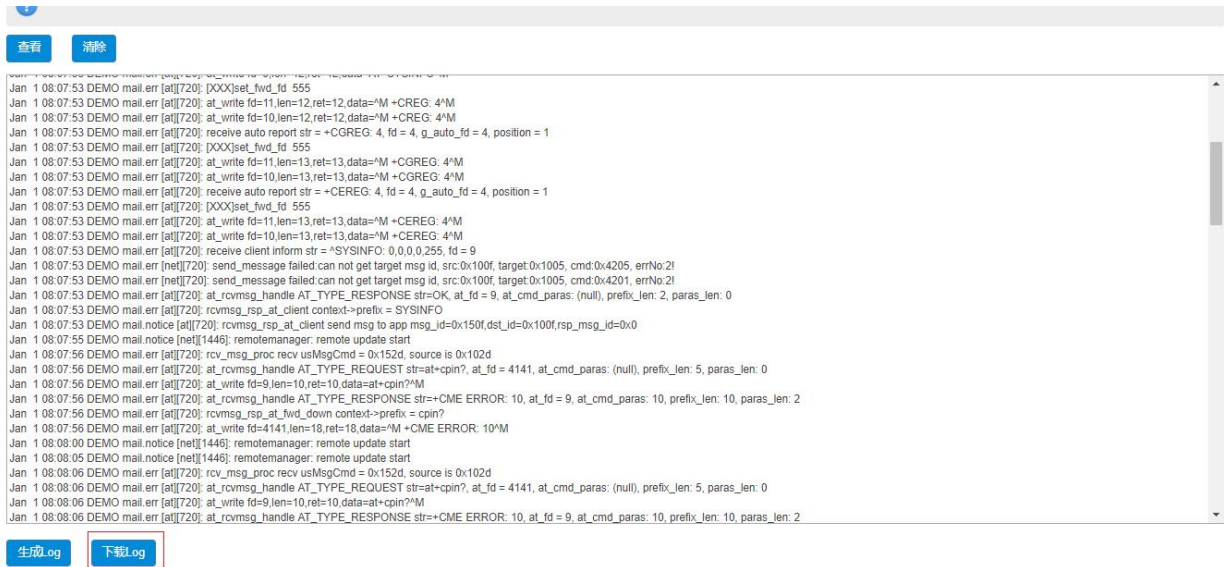 ?
查看 清除
Jan 1 08:07:53 DEMO mail.err [at][720]: [XXX]set_fwd_fd 555
Jan 1 08:07:53 DEMO mail.err [at][720]: at_write fd=11,len=12,ret=12,data=^M +CREG: 4^M
Jan 1 08:07:53 DEMO mail.err [at][720]: at_write fd=10,len=12,ret=12,data=^M +CREG: 4^M
Jan 1 08:07:53 DEMO mail.err [at][720]: receive auto report str = +CGREG: 4, fd = 4, g_auto_fd = 4, position = 1
Jan 1 08:07:53 DEMO mail.err [at][720]: [XXX]set_fwd_fd 555
Jan 1 08:07:53 DEMO mail.err [at][720]: at_write fd=11,len=13,ret=13,data=^M +CGREG: 4^M
Jan 1 08:07:53 DEMO mail.err [at][720]: at_write fd=10,len=13,ret=13,data=^M +CGREG: 4^M
Jan 1 08:07:53 DEMO mail.err [at][720]: receive auto report str = +CEREG: 4, fd = 4, g_auto_fd = 4, position = 1
Jan 1 08:07:53 DEMO mail.err [at][720]: [XXX]set_fwd_fd 555
Jan 1 08:07:53 DEMO mail.err [at][720]: at_write fd=11,len=13,ret=13,data=^M +CEREG: 4^M
Jan 1 08:07:53 DEMO mail.err [at][720]: at_write fd=10,len=13,ret=13,data=^M +CEREG: 4^M
Jan 1 08:07:53 DEMO mail.err [at][720]: receive client inform str = ^SYSINFO: 0,0,0,0,255, fd = 9
Jan 1 08:07:53 DEMO mail.err [net][720]: send_message failed:can not get target msg id, src:0x100f, target:0x1005, cmd:0x4205, errNo:2!
Jan 1 08:07:53 DEMO mail.err [net][720]: send_message failed:can not get target msg id, src:0x100f, target:0x1005, cmd:0x4201, errNo:2!
Jan 1 08:07:53 DEMO mail.err [at][720]: at_rcvmsg_handle AT_TYPE_RESPONSE str=OK, at_fd = 9, at_cmd_paras: (null), prefix_len: 2, paras_len: 0
Jan 1 08:07:53 DEMO mail.err [at][720]: rcvmsg_rsp_at_client context->prefix = SYSINFO
Jan 1 08:07:53 DEMO mail.notice [at][720]: rcvmsg_rsp_at_client send msg to app msg_id=0x150f,dst_id=0x100f,rsp_msg_id=0x0
Jan 1 08:07:55 DEMO mail.notice [net][1446]: remotemanager: remote update start
Jan 1 08:07:56 DEMO mail.err [at][720]: rcv_msg_proc recv usMsgCmd = 0x152d, source is 0x102d
Jan 1 08:07:56 DEMO mail.err [at][720]: at_rcvmsg_handle AT_TYPE_REQUEST str=at+cpin?, at_fd = 4141, at_cmd_paras: (null), prefix_len: 5, paras_len: 0
Jan 1 08:07:56 DEMO mail.err [at][720]: at_write fd=9,len=10,ret=10,data=at+cpin?^M
Jan 1 08:07:56 DEMO mail.err [at][720]: at_rcvmsg_handle AT_TYPE_RESPONSE str=+CME ERROR: 10, at_fd = 9, at_cmd_paras: 10, prefix_len: 10, paras_len: 2
Jan 1 08:07:56 DEMO mail.err [at][720]: rcvmsg_rsp_at_fwd_down context->prefix = cpin?
Jan 1 08:07:56 DEMO mail.err [at][720]: at_write fd=4141,len=18,ret=18,data=^M +CME ERROR: 10^M
Jan 1 08:08:00 DEMO mail.notice [net][1446]: remotemanager: remote update start
Jan 1 08:08:05 DEMO mail.notice [net][1446]: remotemanager: remote update start
Jan 1 08:08:06 DEMO mail.err [at][720]: rcv_msg_proc recv usMsgCmd = 0x152d, source is 0x102d
Jan 1 08:08:06 DEMO mail.err [at][720]: at_rcvmsg_handle AT_TYPE_REQUEST str=at+cpin?, at_fd = 4141, at_cmd_paras: (null), prefix_len: 5, paras_len: 0
Jan 1 08:08:06 DEMO mail.err [at][720]: at_write fd=9,len=10,ret=10,data=at+cpin?^M
Jan 1 08:08:06 DEMO mail.err [at][720]: at_rcvmsg_handle AT_TYPE_RESPONSE str=+CME ERROR: 10, at_fd = 9, at_cmd_paras: 10, prefix_len: 10, paras_len: 2
生成Log 下载Log